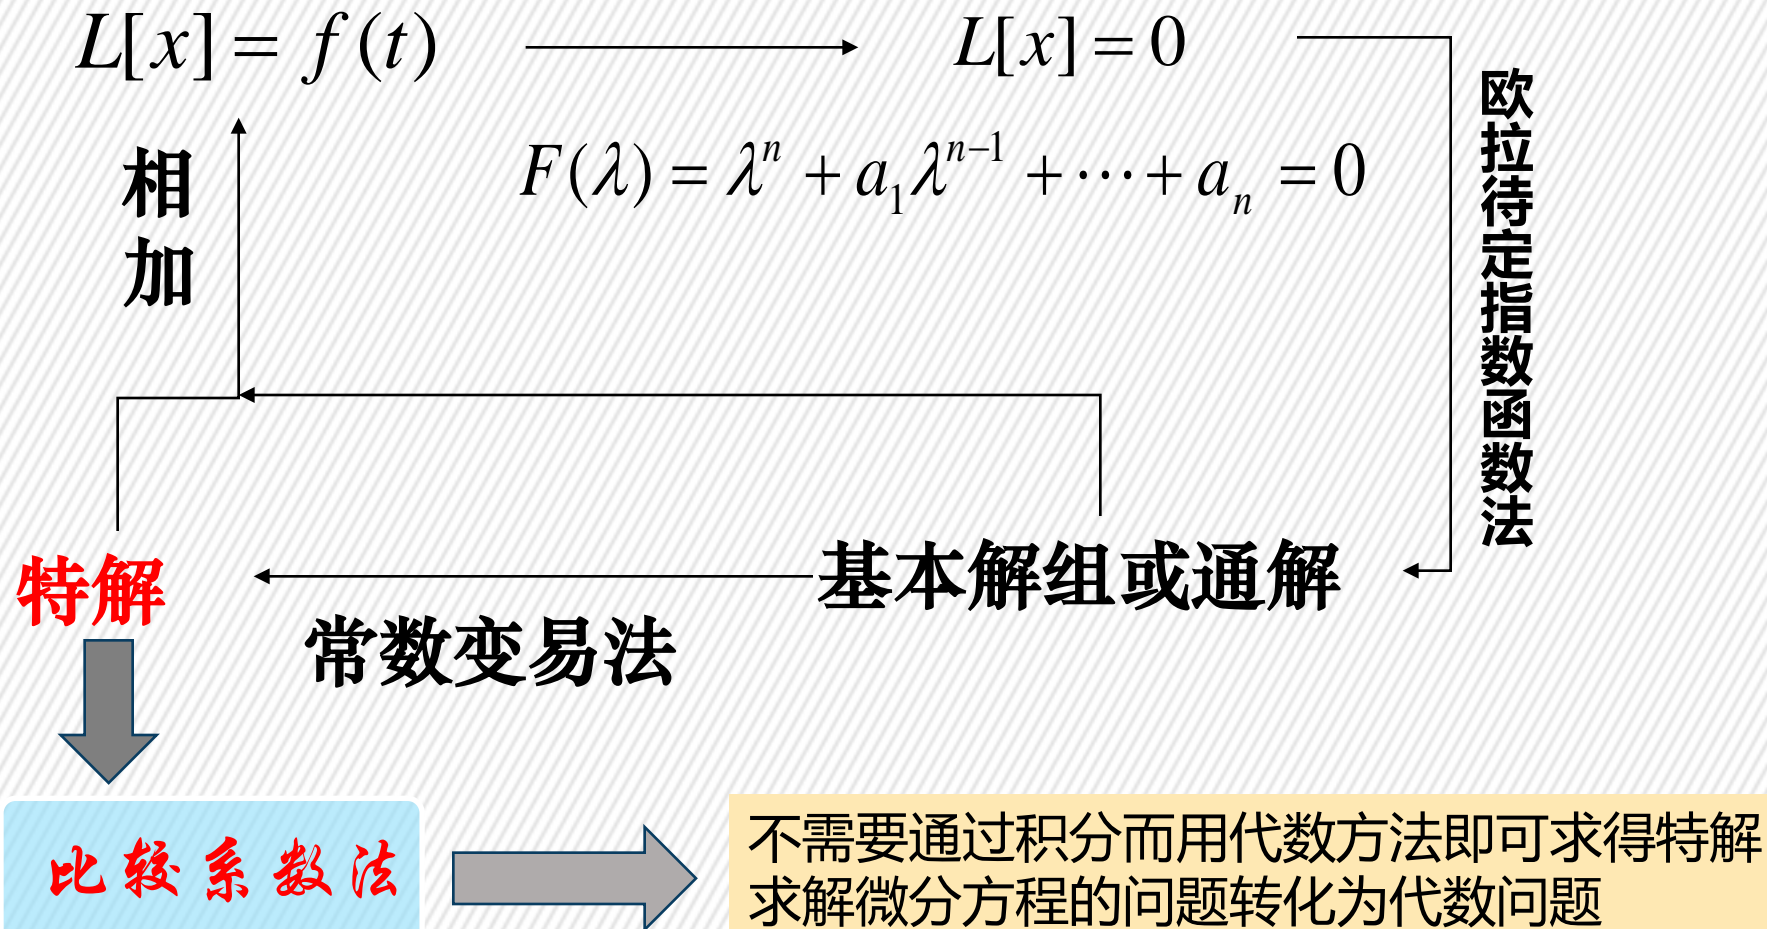 L[x] = f(t)
L[x] = 0
F(λ) = λⁿ + a₁λⁿ⁻¹ + ⋯ + aₙ = 0
相加
欧拉待定指数函数法
特解
基本解组或通解
常数变易法
比较系数法
不需要通过积分而用代数方法即可求得特解
求解微分方程的问题转化为代数问题